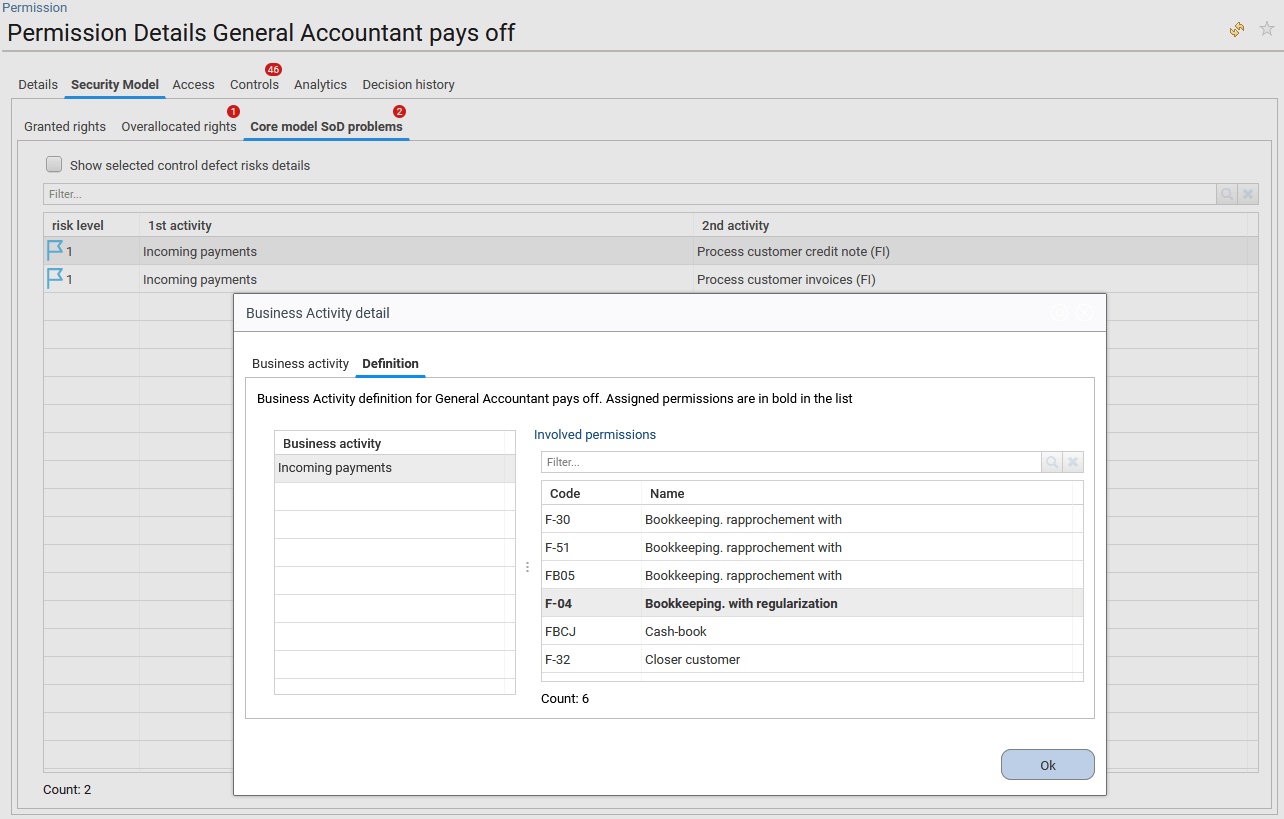 Permission
Permission Details General Accountant pays off
46
Details Security Model Access Controls Analytics Decision history
1 2
Granted rights Overallocated rights Core model SoD problems
Show selected control defect risks details
Filter...
risk level 1st activity 2nd activity
1 Incoming payments Process customer credit note (FI)
1 Incoming payments Process customer invoices (FI)
Business Activity detail
Business activity Definition
Business Activity definition for General Accountant pays off. Assigned permissions are in bold in the list
Business activity
Incoming payments
Involved permissions
Filter...
Code Name
F-30 Bookkeeping. rapprochement with
F-51 Bookkeeping. rapprochement with
FB05 Bookkeeping. rapprochement with
F-04 Bookkeeping. with regularization
FBCJ Cash-book
F-32 Closer customer
Count: 6
Ok
Count: 2